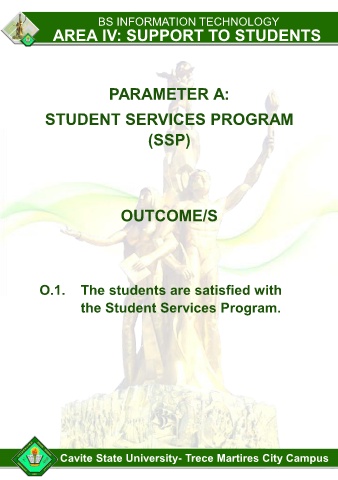 BS INFORMATION TECHNOLOGY
AREA IV: SUPPORT TO STUDENTS
PARAMETER A:
STUDENT SERVICES PROGRAM
(SSP)
OUTCOME/S
O.1. The students are satisfied with
the Student Services Program.
Cavite State University- Trece Martires City Campus